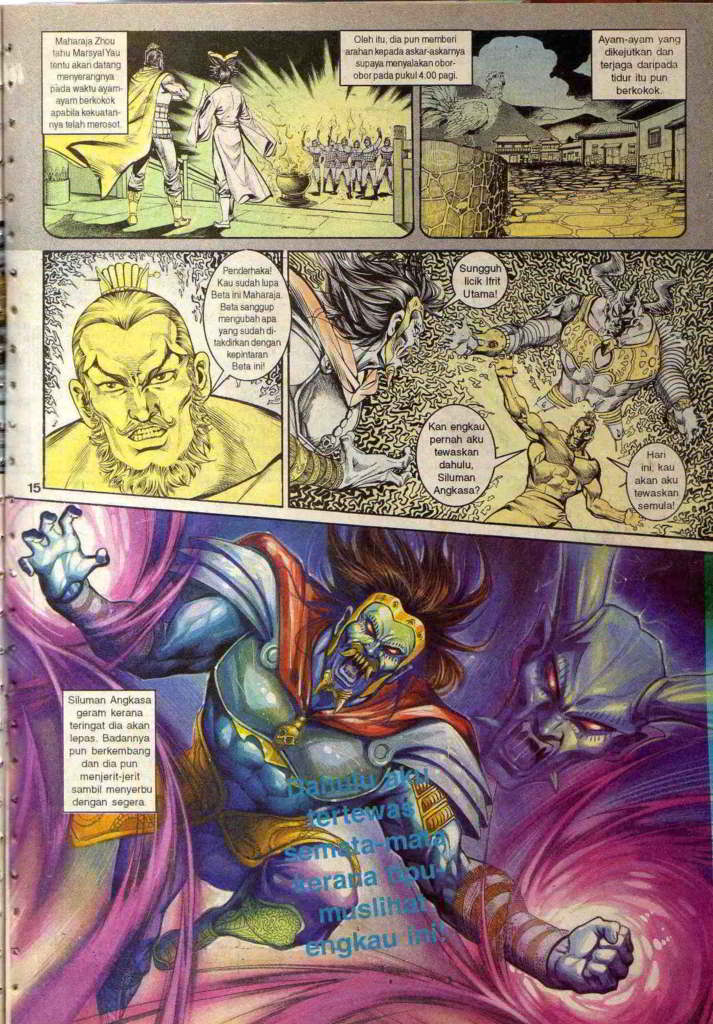 Maharaja Zhou
tahu Marsyal Yau
tentu akan datang
menyerangnya
pada waktu ayam-
ayam berkokok
apabila kekuatan-
nya telah merosot.
Oleh itu, dia pun memberi
arahan kepada askar-askarnya
supaya menyalakan obor-
obor pada pukul 4.00 pagi.
Ayam-ayam yang
dikejutkan dan
terjaga daripada
tidur itu pun
berkokok.
Penderhaka!
Kau sudah lupa
Beta ini Maharaja.
Beta sanggup
mengubah apa
yang sudah di-
takdirkan dengan
kepintaran
Beta ini!
Sungguh
licik Ifrit
Utama!
Kan engkau
pernah aku
tewaskan
dahulu,
Siluman
Angkasa?
Hari
ini, kau
akan aku
tewaskan
semula!
15
Siluman Angkasa
geram kerana
teringat dia akan
lepas. Badannya
pun berkembang
dan dia pun
menjerit-jerit
sambil menyerbu
dengan segera.
Dahulu aku
tertewas
semata-mata
kerana tipu-
muslihat
engkau ini!